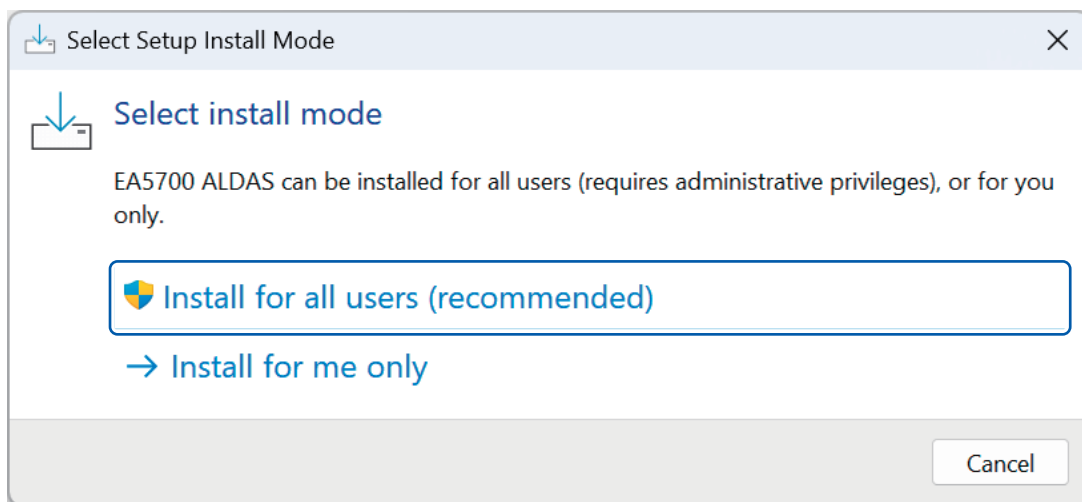 Select Setup Install Mode
Select install mode
EA5700 ALDAS can be installed for all users (requires administrative privileges), or for you
only.
Install for all users (recommended)
Install for me only
Cancel